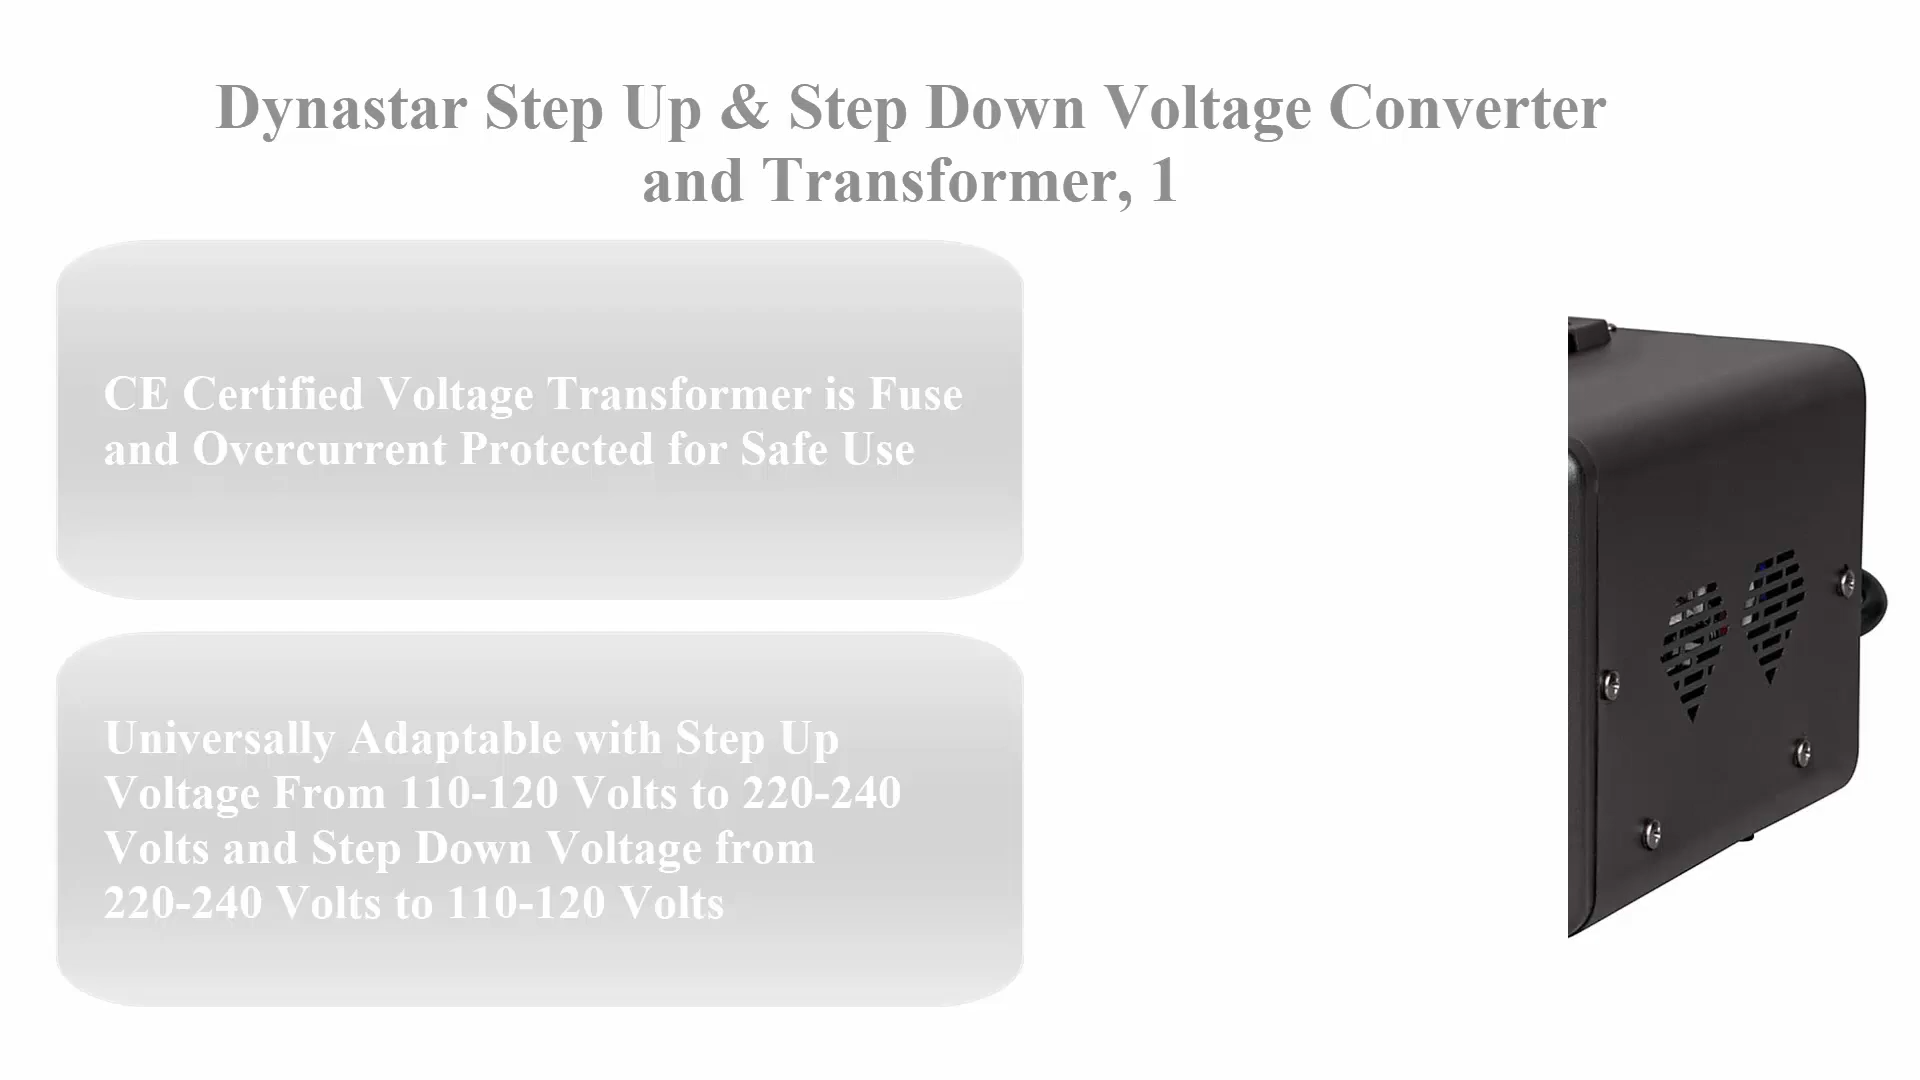 Dynastar Step Up & Step Down Voltage Converter
and Transformer, 1
CE Certified Voltage Transformer is Fuse
and Overcurrent Protected for Safe Use
Universally Adaptable with Step Up
Voltage From 110-120 Volts to 220-240
Volts and Step Down Voltage from
220-240 Volts to 110-120 Volts